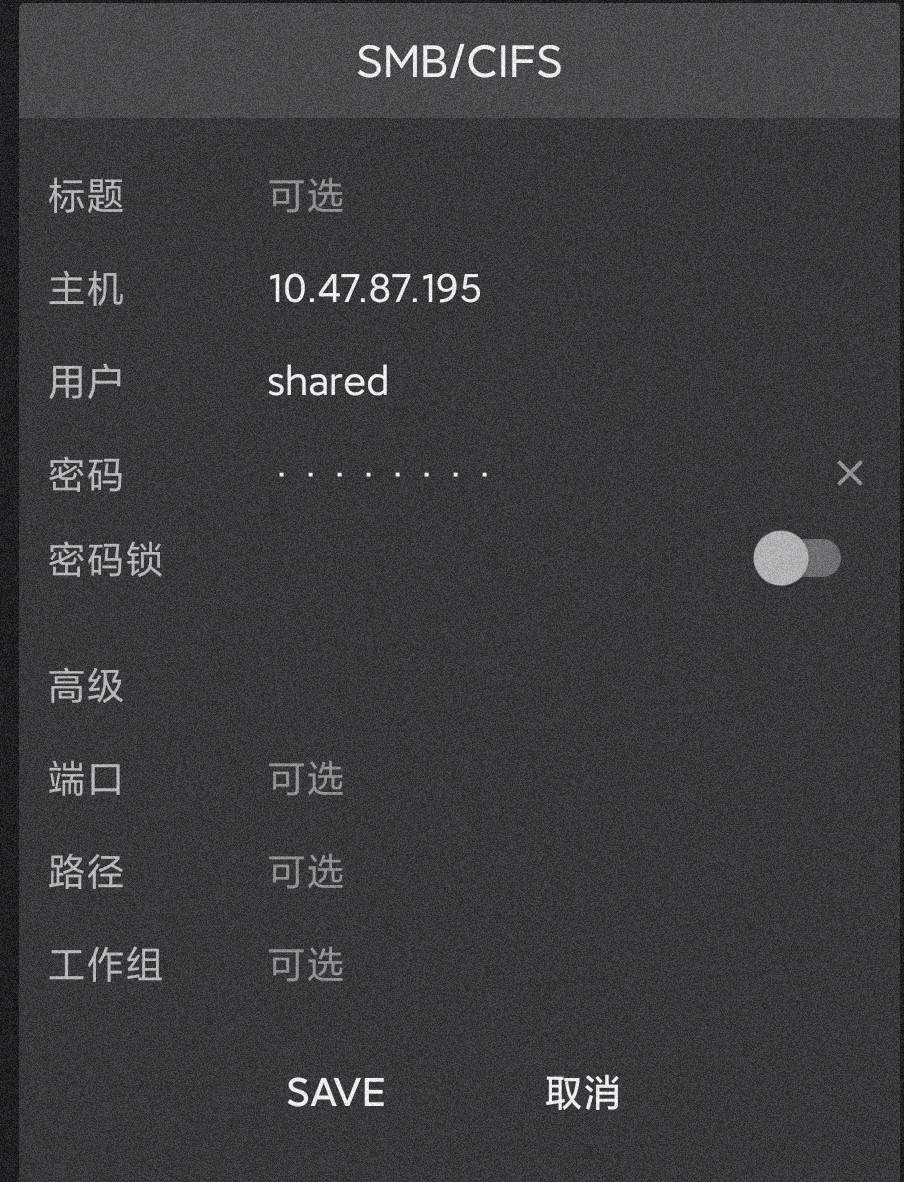 SMB/CIFS
标题 可选
主机 10.47.87.195
用户 shared
密码 ········
密码锁
高级
端口 可选
路径 可选
工作组 可选
SAVE 取消